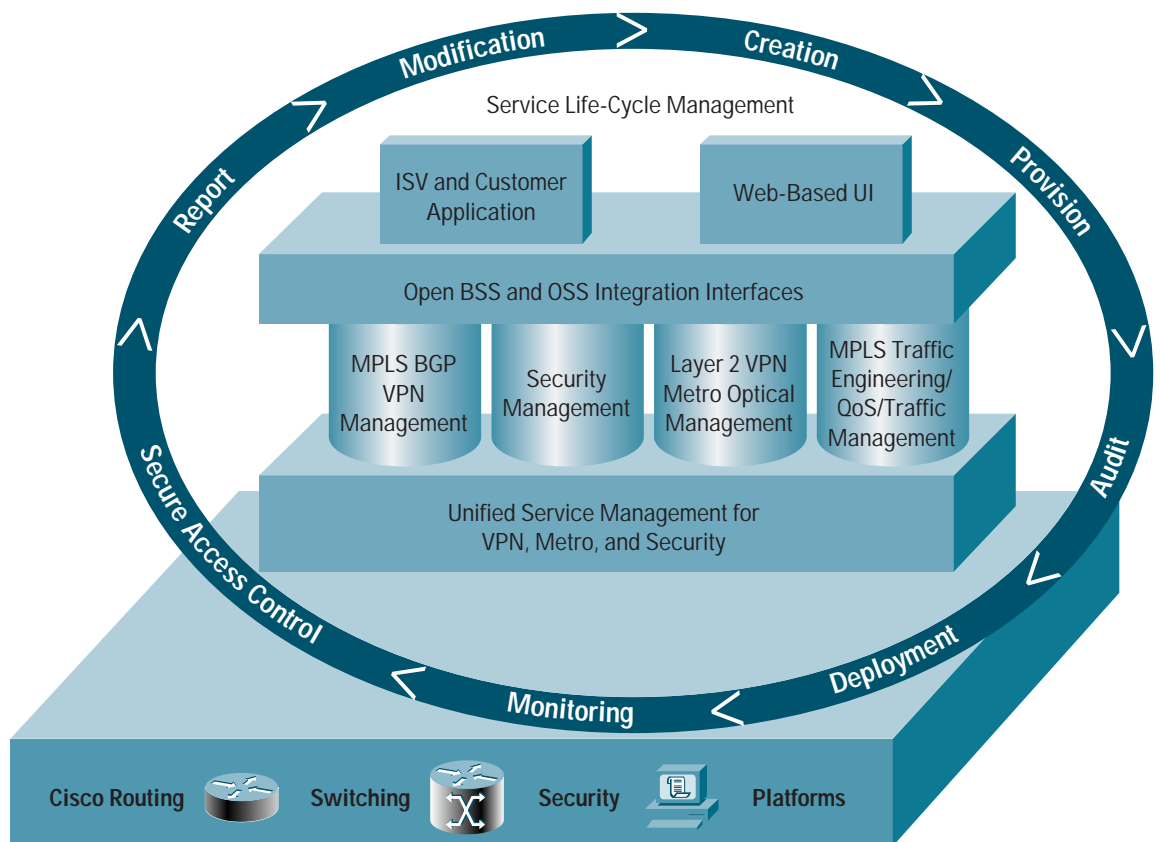 Modification
Creation
Provision
Audit
Deployment
Monitoring
Secure Access Control
Report
Service Life-Cycle Management
ISV and Customer
Application
Web-Based UI
Open BSS and OSS Integration Interfaces
MPLS BGP
VPN
Management
Security
Management
Layer 2 VPN
Metro Optical
Management
MPLS Traffic
Engineering/
QoS/Traffic
Management
Unified Service Management for
VPN, Metro, and Security
Cisco Routing
Switching
Security
Platforms